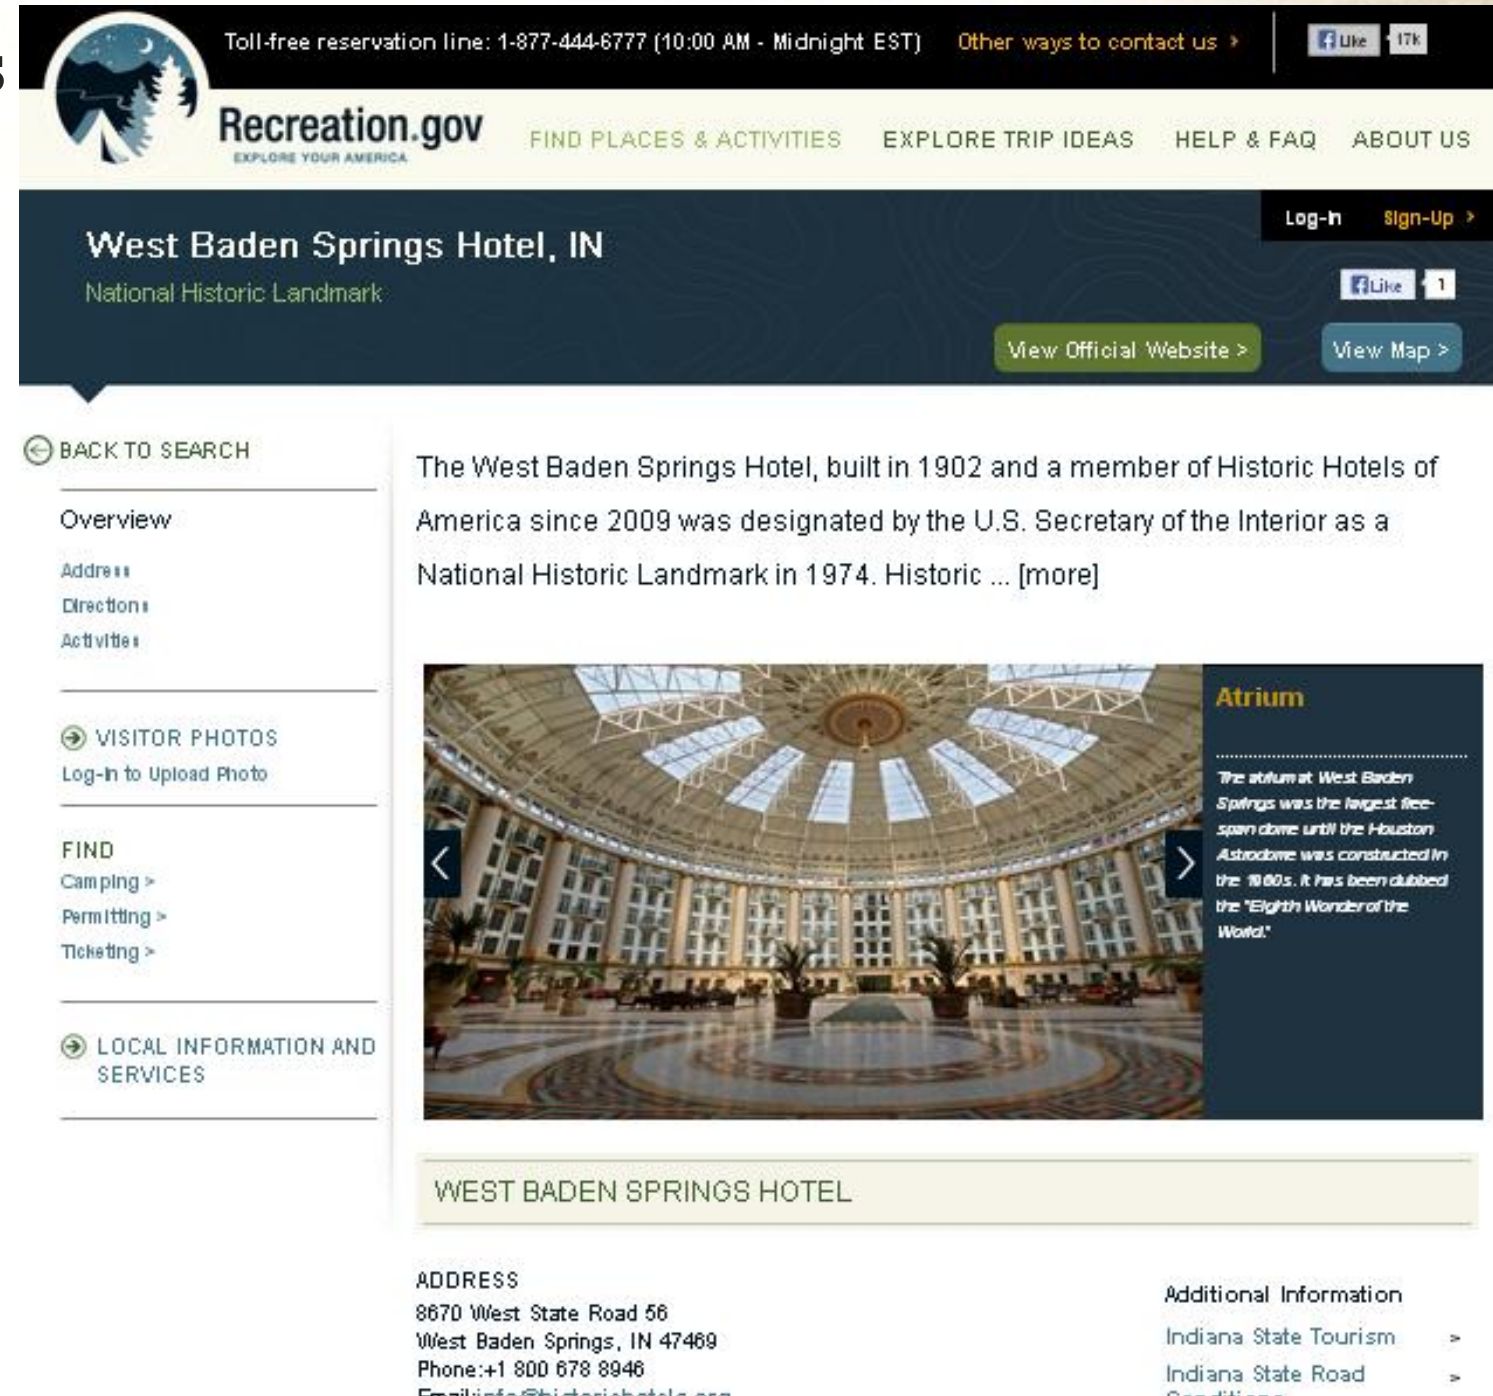 Toll-free reservation line: 1-877-444-6777 (10:00 AM - Midnight EST) Other ways to contact us >
Like 17k
Recreation.gov
EXPLORE YOUR AMERICA
FIND PLACES & ACTIVITIES EXPLORE TRIP IDEAS HELP & FAQ ABOUT US
Log-In Sign-Up >
West Baden Springs Hotel, IN
National Historic Landmark
Like 1
View Official Website > View Map >
BACK TO SEARCH
Overview
Address
Directions
Activities
VISITOR PHOTOS
Log-In to Upload Photo
FIND
Camping >
Permitting >
Ticketing >
LOCAL INFORMATION AND
SERVICES
The West Baden Springs Hotel, built in 1902 and a member of Historic Hotels of
America since 2009 was designated by the U.S. Secretary of the Interior as a
National Historic Landmark in 1974. Historic ... [more]
Atrium
The atrium at West Baden
Springs was the largest free-
span dome until the Houston
Astrodome was constructed in
the 1960s. It has been dubbed
the "Eighth Wonder of the
World."
WEST BADEN SPRINGS HOTEL
ADDRESS
8670 West State Road 56
West Baden Springs, IN 47469
Phone:+1 800 678 8946
Email:info@historichotels.org
Additional Information
Indiana State Tourism >
Indiana State Road >
Conditions